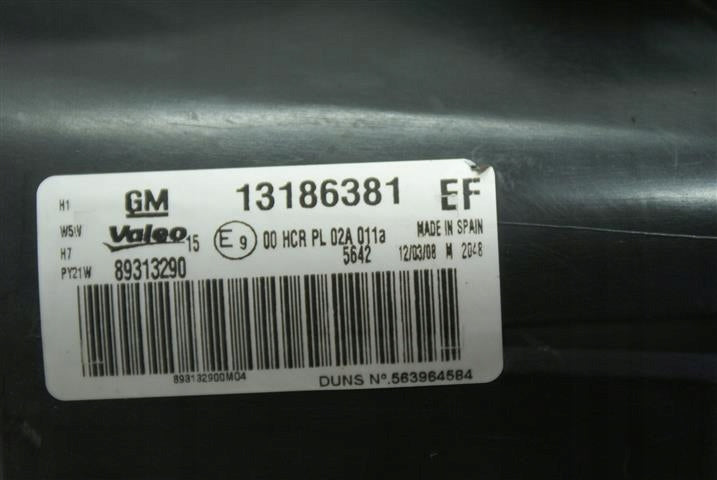 H1 GM 13186381 EF
W5W Valeo 15 E9 00 HCR PL 02A 011a MADE IN SPAIN
H7 5642 12/03/08 M 2048
PY21W 89313290
893132900M04 DUNS Nº.563964584